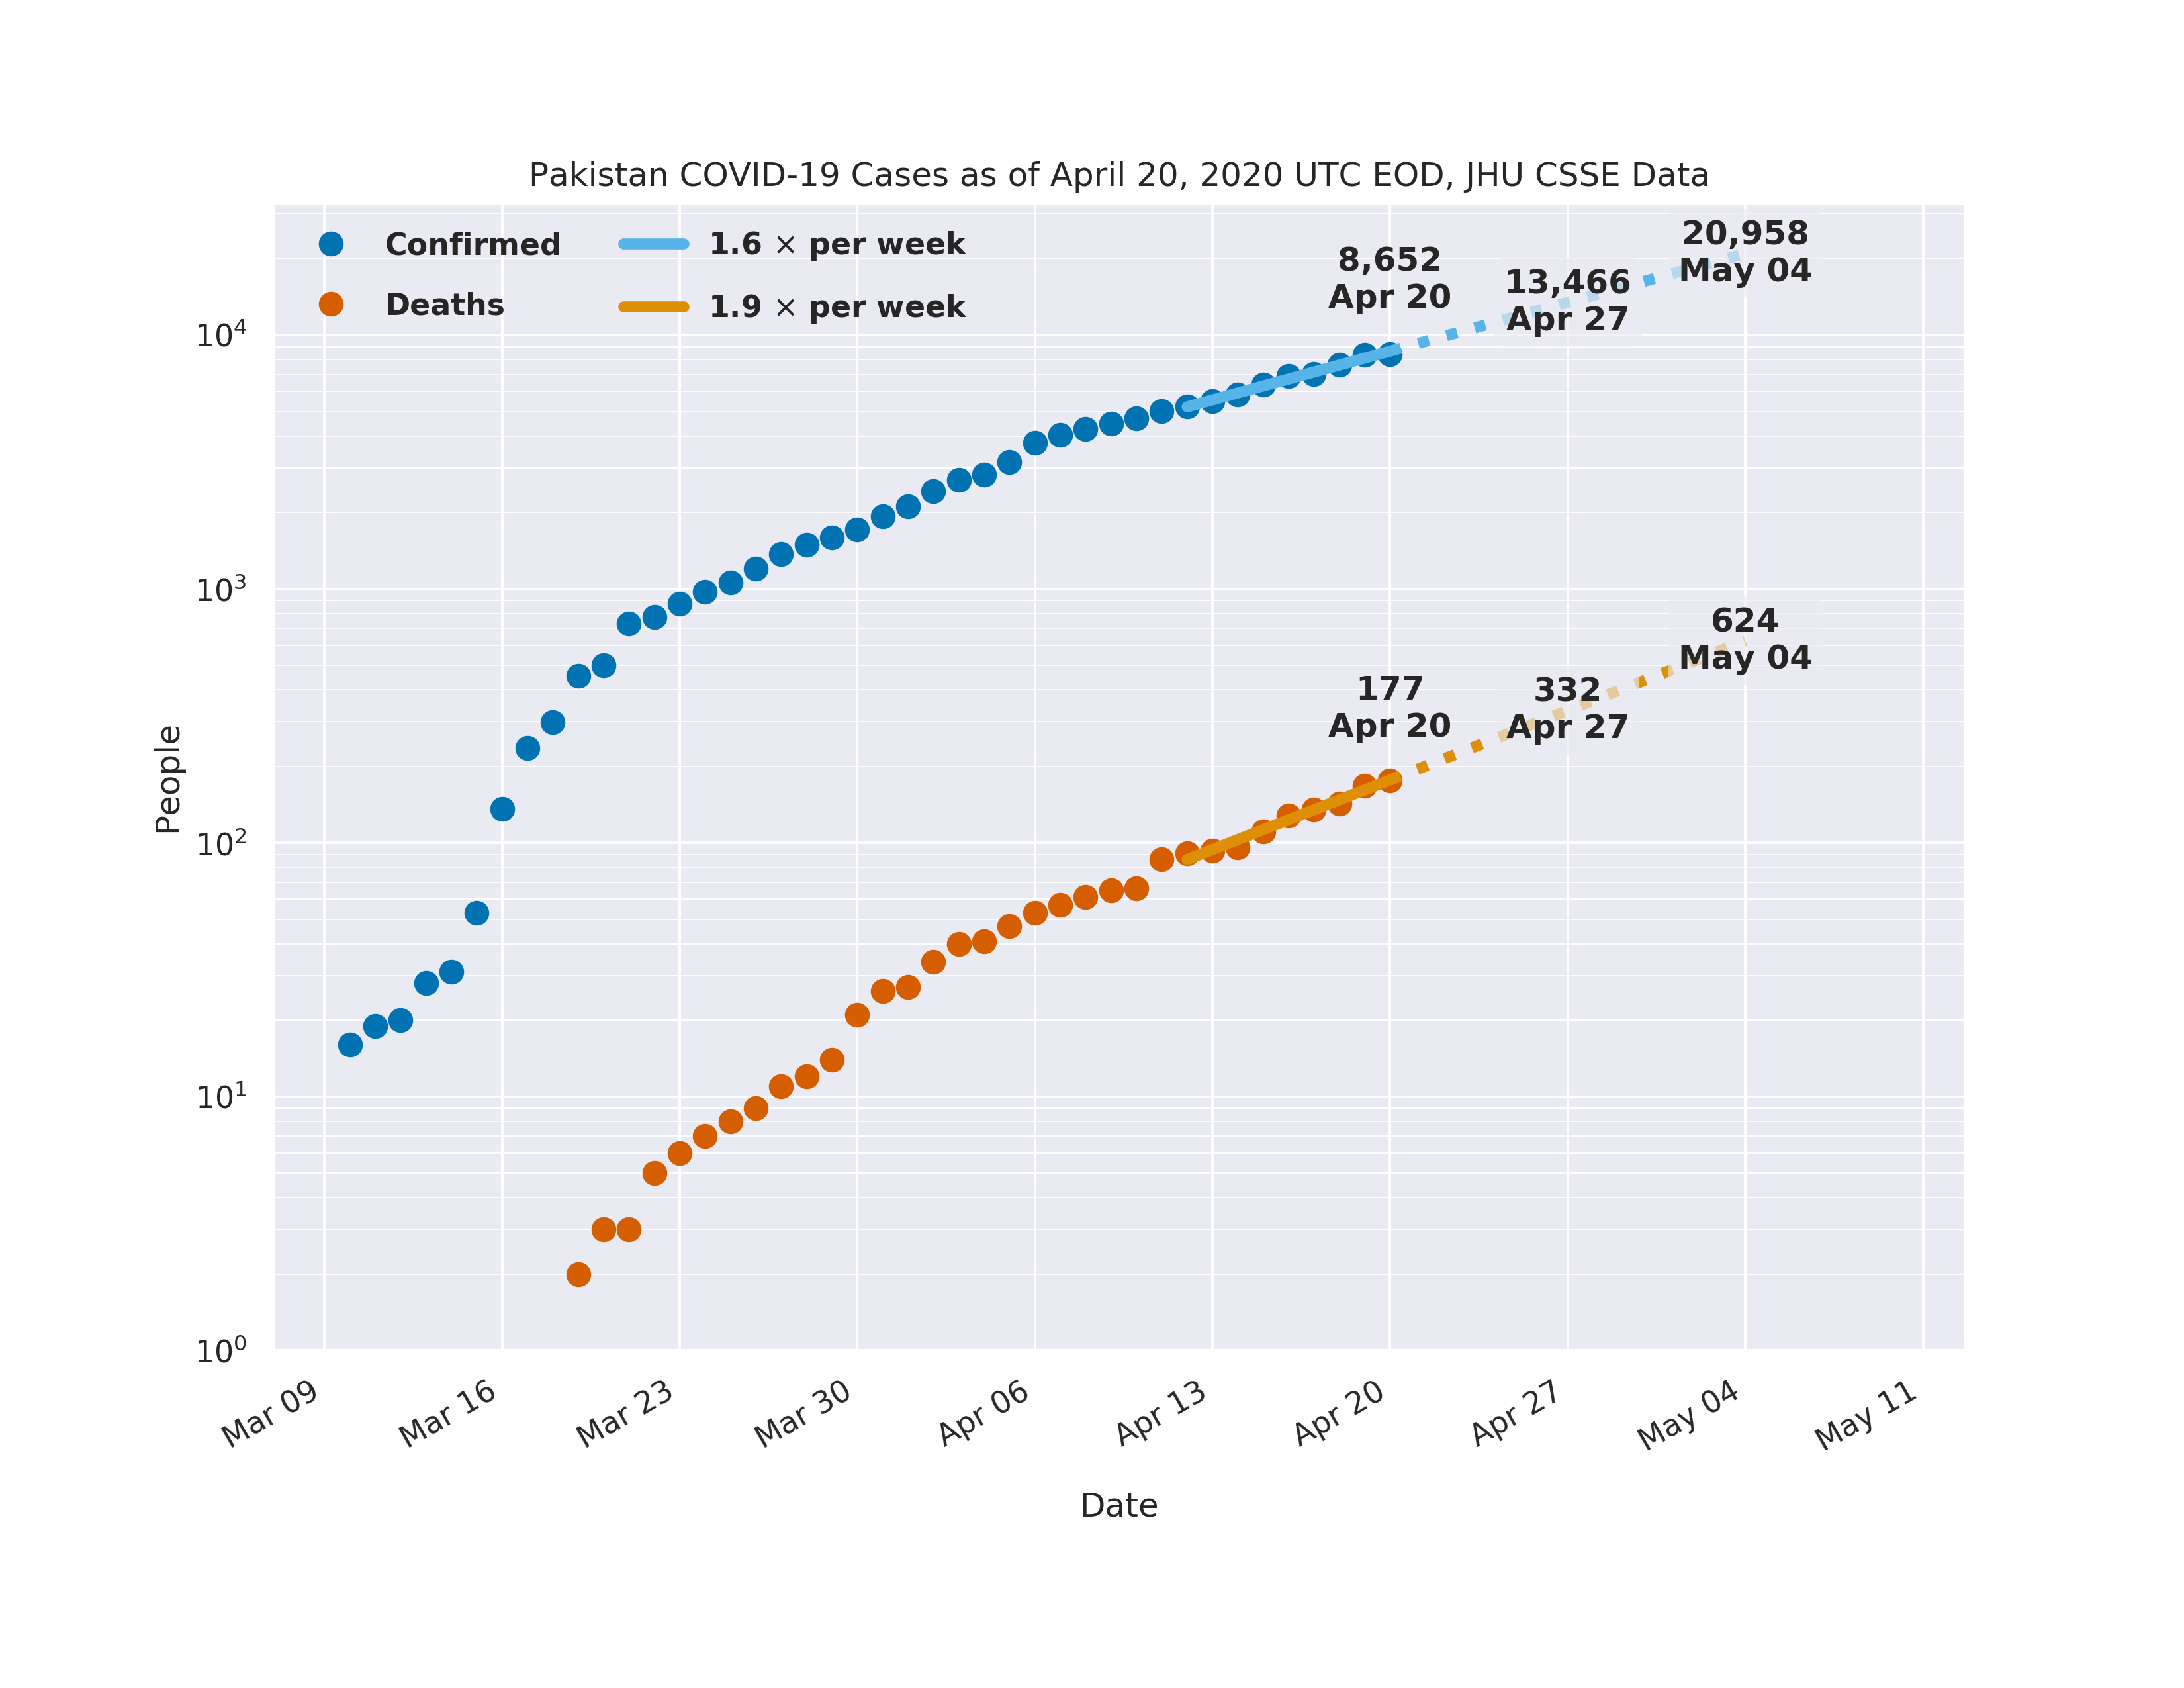 Pakistan COVID-19 Cases as of April 20, 2020 UTC EOD, JHU CSSE Data
Confirmed
Deaths
1.6 × per week
1.9 × per week
8,652
Apr 20
13,466
Apr 27
20,958
May 04
177
Apr 20
332
Apr 27
624
May 04
People
10⁴
10³
10²
10¹
10⁰
Mar 09
Mar 16
Mar 23
Mar 30
Apr 06
Apr 13
Apr 20
Apr 27
May 04
May 11
Date